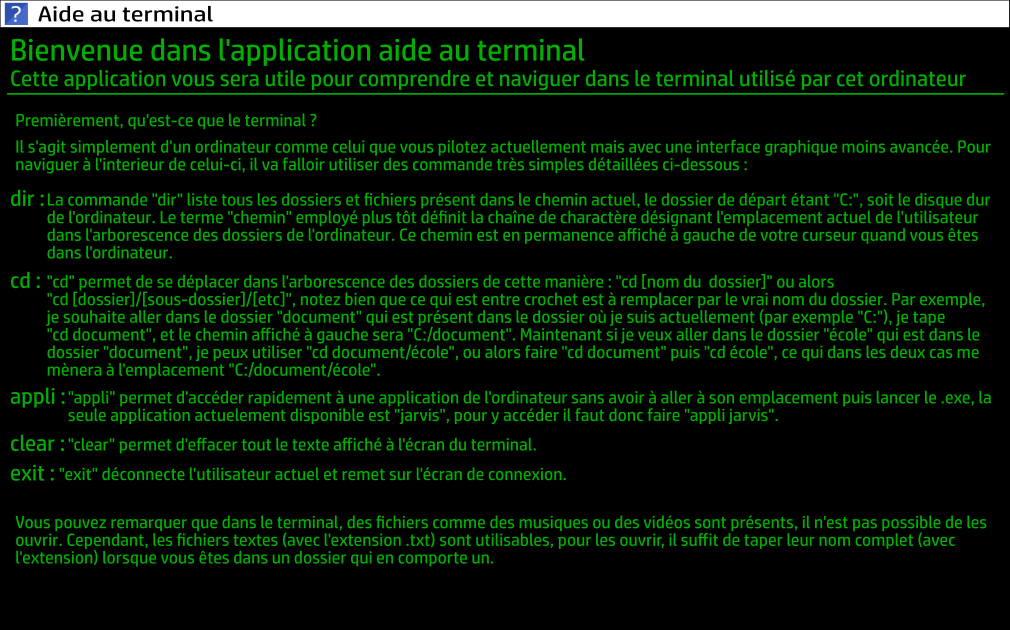 ? Aide au terminal
Bienvenue dans l'application aide au terminal
Cette application vous sera utile pour comprendre et naviguer dans le terminal utilisé par cet ordinateur
Premièrement, qu'est-ce que le terminal ?
Il s'agit simplement d'un ordinateur comme celui que vous pilotez actuellement mais avec une interface graphique moins avancée. Pour
naviguer à l'interieur de celui-ci, il va falloir utiliser des commande très simples détaillées ci-dessous :
dir : La commande "dir" liste tous les dossiers et fichiers présent dans le chemin actuel, le dossier de départ étant "C:", soit le disque dur
de l'ordinateur. Le terme "chemin" employé plus tôt définit la chaîne de charactère désignant l'emplacement actuel de l'utilisateur
dans l'arborescence des dossiers de l'ordinateur. Ce chemin est en permanence affiché à gauche de votre curseur quand vous êtes
dans l'ordinateur.
cd : "cd" permet de se déplacer dans l'arborescence des dossiers de cette manière : "cd [nom du dossier]" ou alors
"cd [dossier]/[sous-dossier]/[etc]", notez bien que ce qui est entre crochet est à remplacer par le vrai nom du dossier. Par exemple,
je souhaite aller dans le dossier "document" qui est présent dans le dossier où je suis actuellement (par exemple "C:"), je tape
"cd document", et le chemin affiché à gauche sera "C:/document". Maintenant si je veux aller dans le dossier "école" qui est dans le
dossier "document", je peux utiliser "cd document/école", ou alors faire "cd document" puis "cd école", ce qui dans les deux cas me
mènera à l'emplacement "C:/document/école".
appli : "appli" permet d'accéder rapidement à une application de l'ordinateur sans avoir à aller à son emplacement puis lancer le .exe, la
seule application actuelement disponible est "jarvis", pour y accéder il faut donc faire "appli jarvis".
clear : "clear" permet d'effacer tout le texte affiché à l'écran du terminal.
exit : "exit" déconnecte l'utilisateur actuel et remet sur l'écran de connexion.
Vous pouvez remarquer que dans le terminal, des fichiers comme des musiques ou des vidéos sont présents, il n'est pas possible de les
ouvrir. Cependant, les fichiers textes (avec l'extension .txt) sont utilisables, pour les ouvrir, il suffit de taper leur nom complet (avec
l'extension) lorsque vous êtes dans un dossier qui en comporte un.